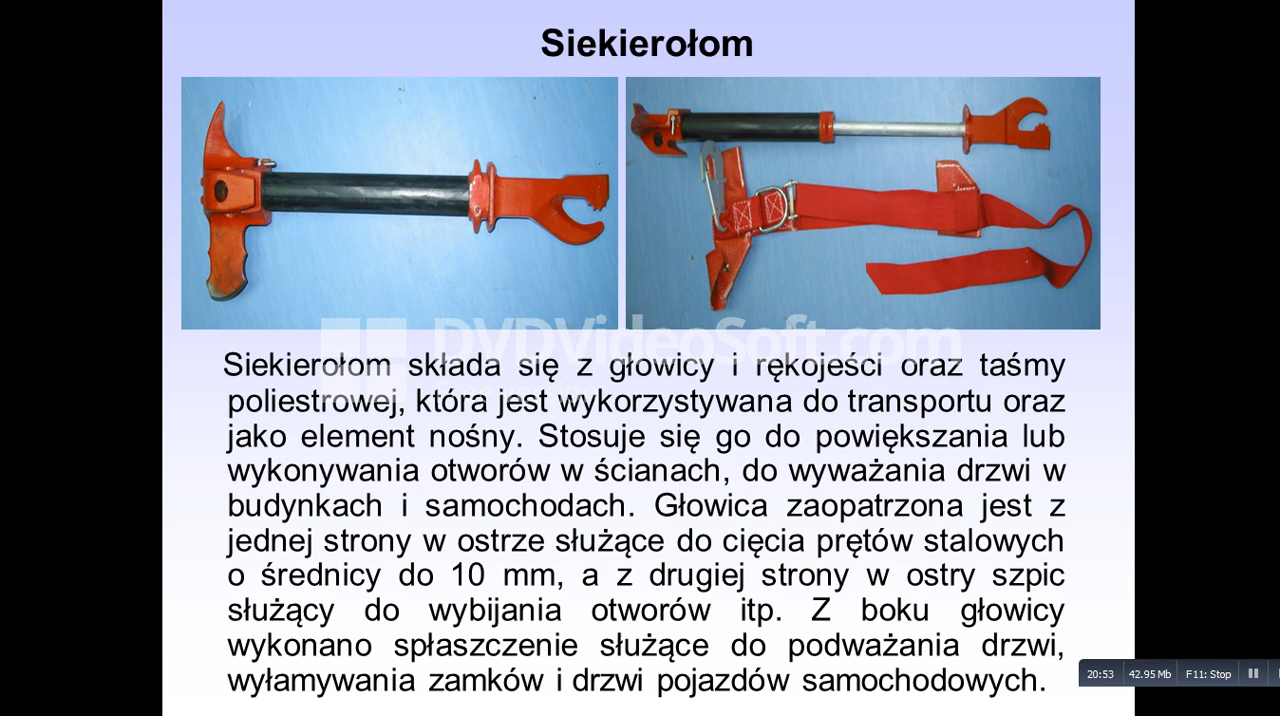 Siekierołom
DVDVideoSoft.com
Siekierołom składa się z głowicy i rękojeści oraz taśmy
poliestrowej, która jest wykorzystywana do transportu oraz
jako element nośny. Stosuje się go do powiększania lub
wykonywania otworów w ścianach, do wyważania drzwi w
budynkach i samochodach. Głowica zaopatrzona jest z
jednej strony w ostrze służące do cięcia prętów stalowych
o średnicy do 10 mm, a z drugiej strony w ostry szpic
służący do wybijania otworów itp. Z boku głowicy
wykonano spłaszczenie służące do podważania drzwi,
wyłamywania zamków i drzwi pojazdów samochodowych.
20:53 42.95 Mb F11: Stop